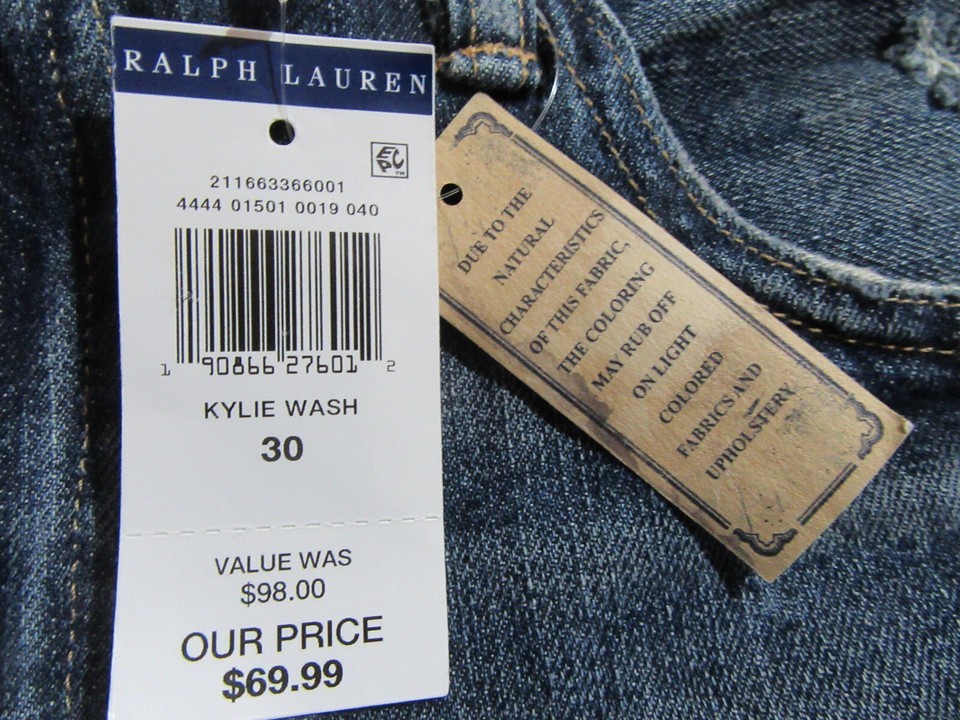 RALPH LAUREN
EPC™
211663366001
4444 01501 0019 040
1 90866 27601 2
KYLIE WASH
30
VALUE WAS
$98.00
OUR PRICE
$69.99
DUE TO THE
NATURAL
CHARACTERISTICS
OF THIS FABRIC,
THE COLORING
MAY RUB OFF
ON LIGHT
COLORED
FABRICS AND
UPHOLSTERY